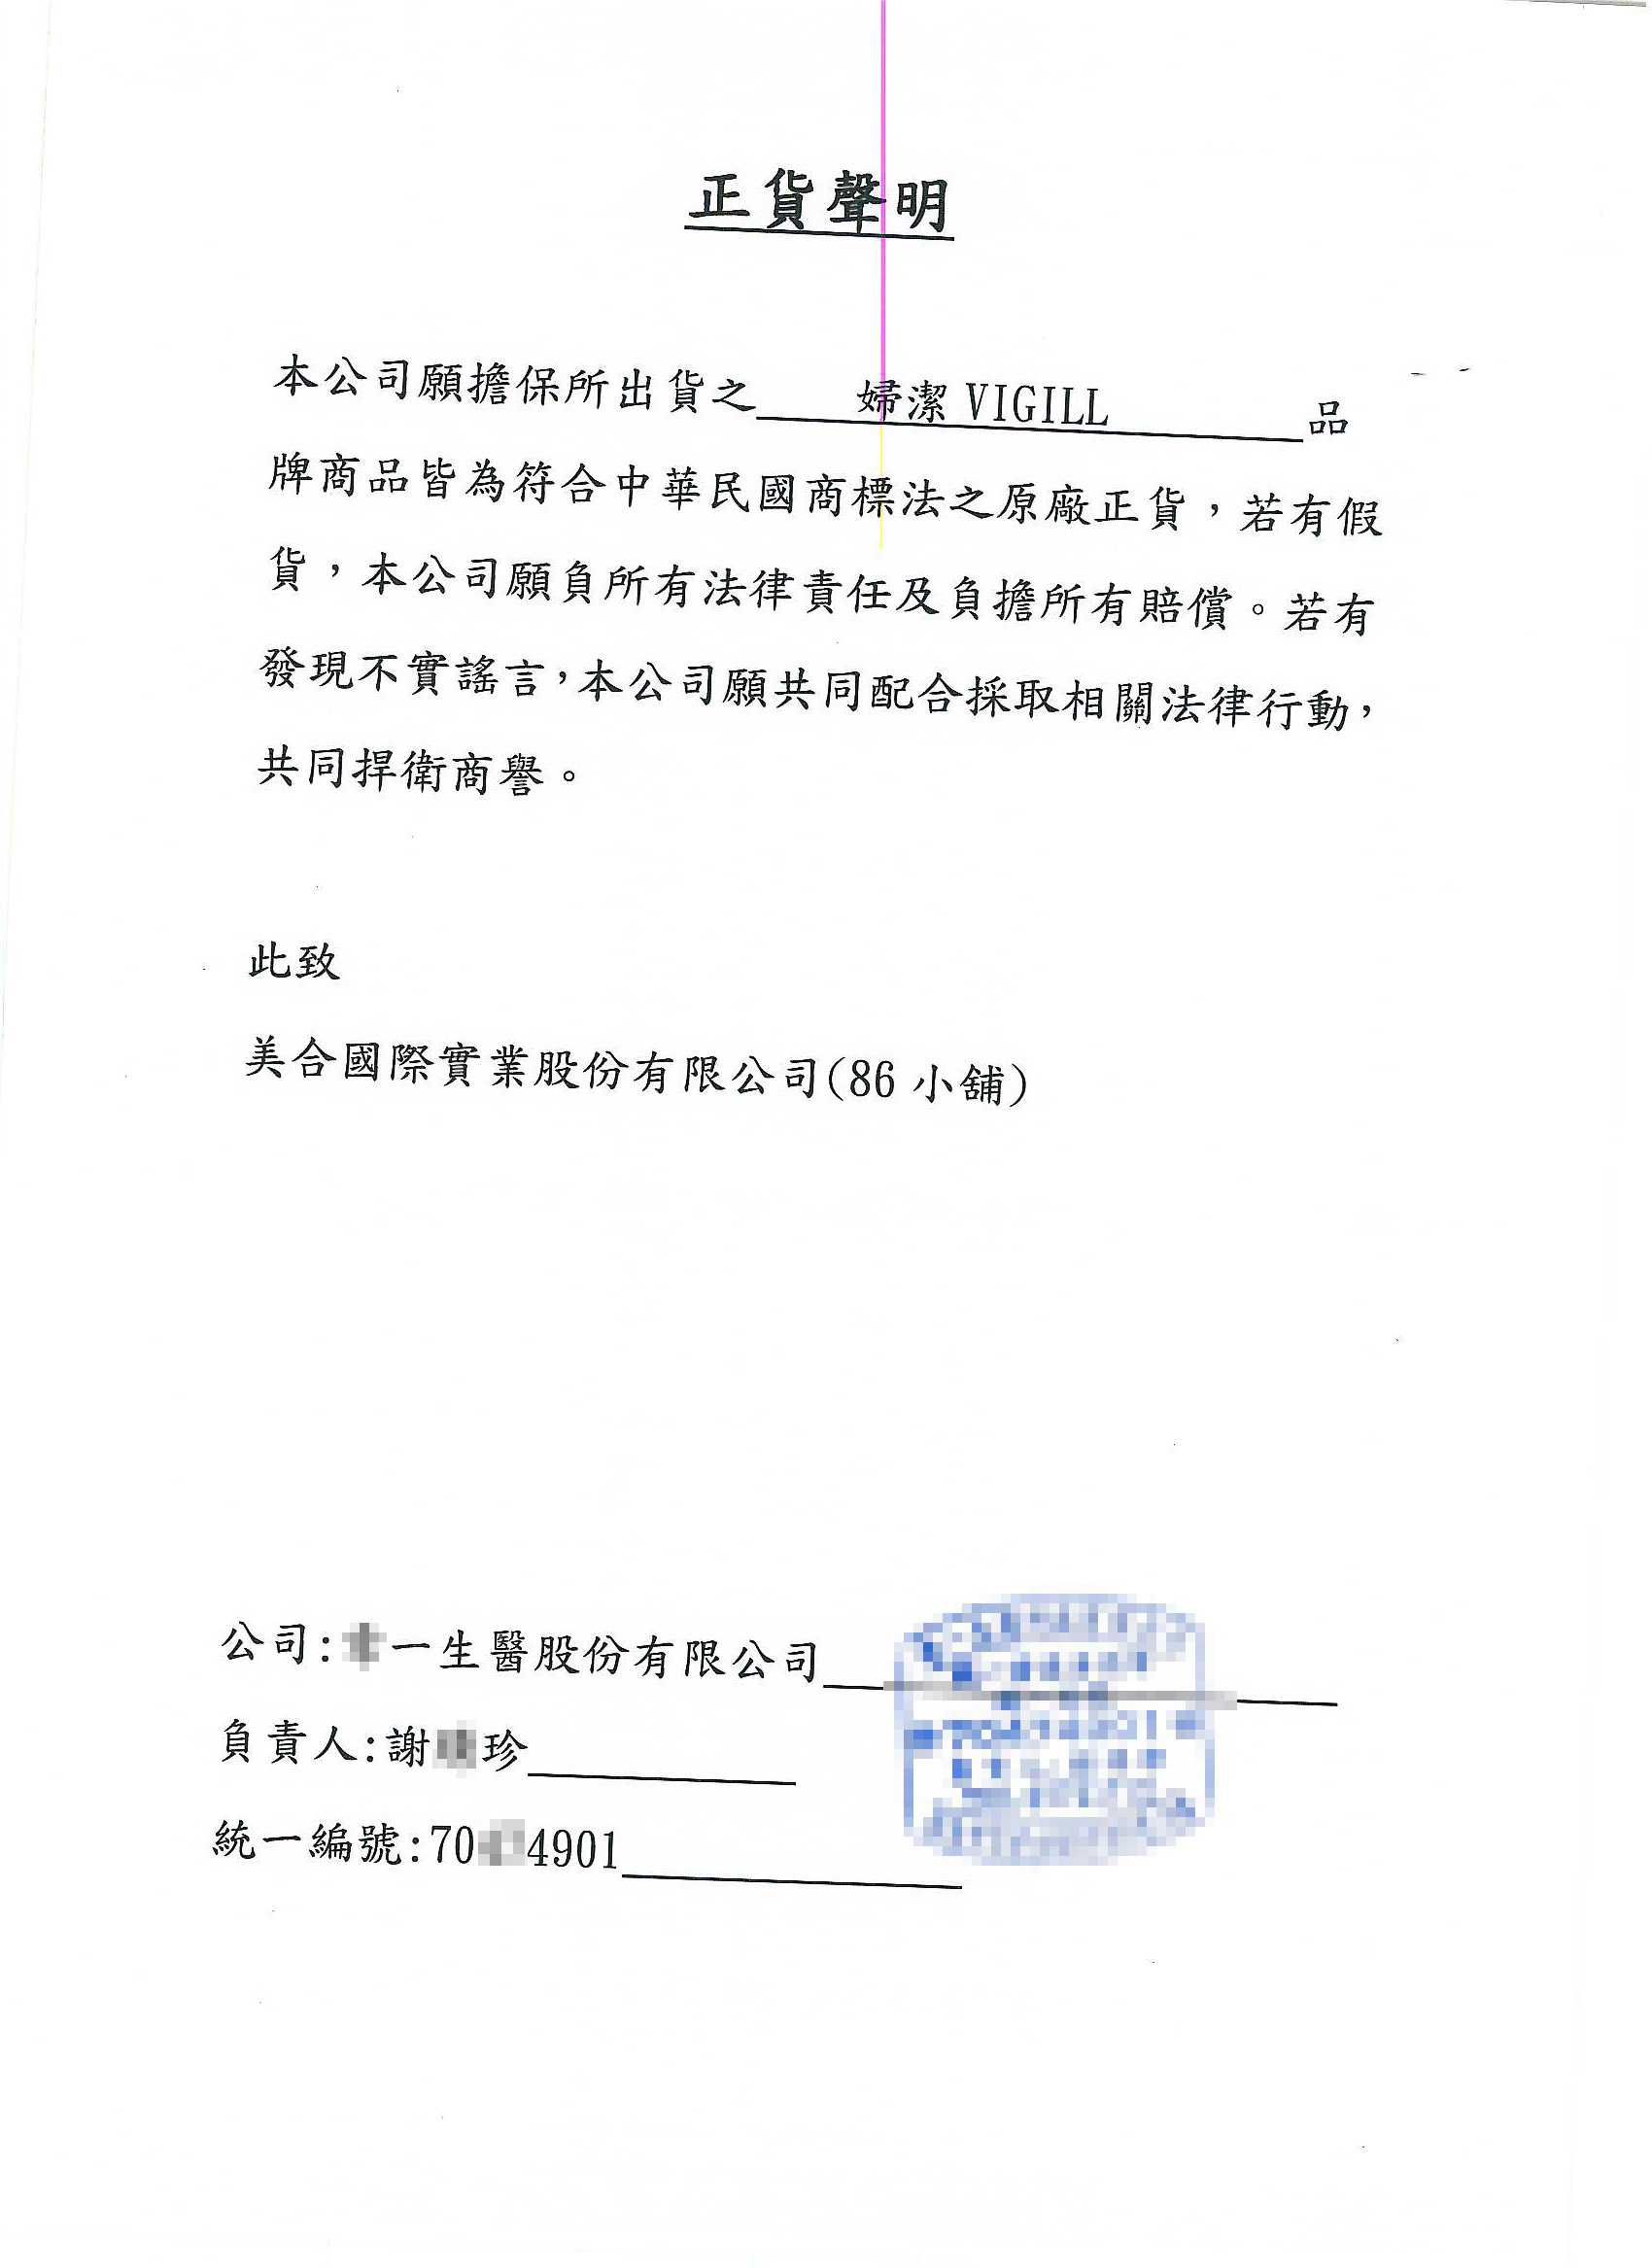 正貨聲明
本公司願擔保所出貨之 婦潔 VIGILL 品
牌商品皆為符合中華民國商標法之原廠正貨，若有假
貨，本公司願負所有法律責任及負擔所有賠償。若有
發現不實謠言，本公司願共同配合採取相關法律行動，
共同捍衛商譽。
此致
美合國際實業股份有限公司(86 小舖)
公司:一生醫股份有限公司
負責人:謝珍
統一編號:704901